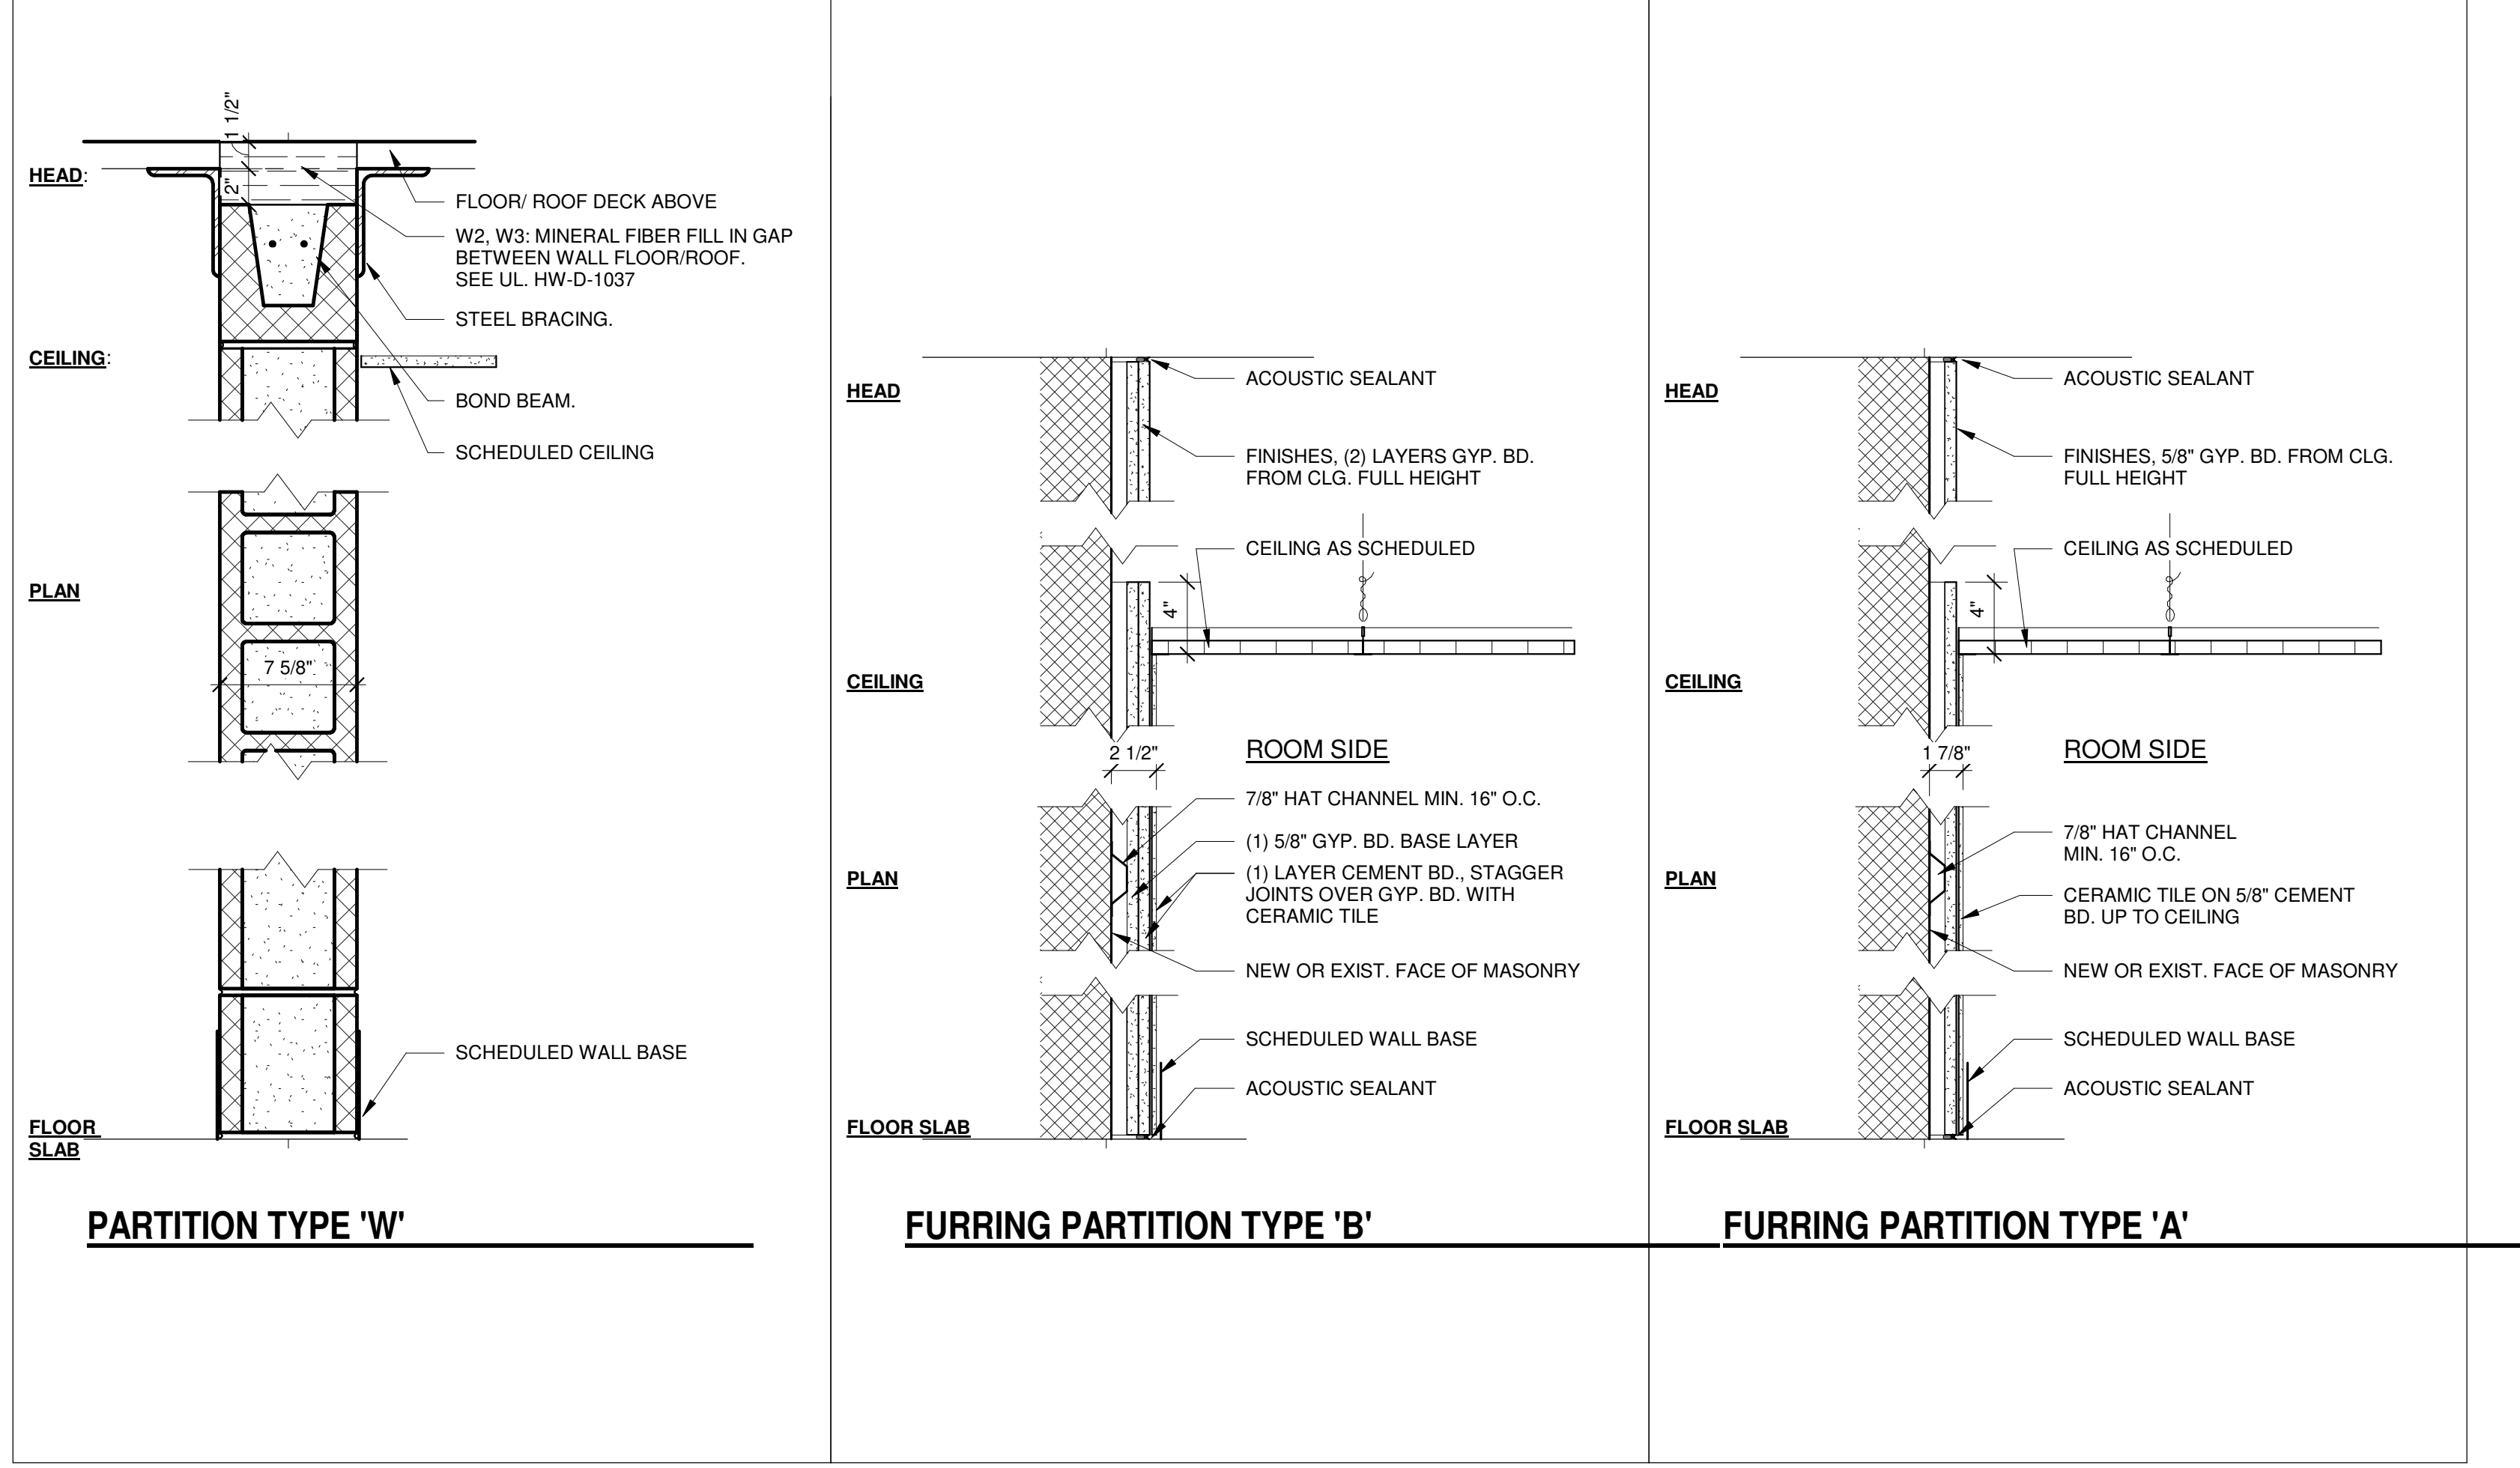 1 1/2"
HEAD:
2"
FLOOR/ ROOF DECK ABOVE
W2, W3: MINERAL FIBER FILL IN GAP
BETWEEN WALL FLOOR/ROOF.
SEE UL. HW-D-1037
STEEL BRACING.
CEILING:
BOND BEAM.
SCHEDULED CEILING
PLAN
7 5/8"
SCHEDULED WALL BASE
FLOOR
SLAB
PARTITION TYPE 'W'
HEAD
ACOUSTIC SEALANT
FINISHES, (2) LAYERS GYP. BD.
FROM CLG. FULL HEIGHT
CEILING AS SCHEDULED
4"
CEILING
2 1/2"
ROOM SIDE
7/8" HAT CHANNEL MIN. 16" O.C.
(1) 5/8" GYP. BD. BASE LAYER
(1) LAYER CEMENT BD., STAGGER
JOINTS OVER GYP. BD. WITH
CERAMIC TILE
PLAN
NEW OR EXIST. FACE OF MASONRY
SCHEDULED WALL BASE
ACOUSTIC SEALANT
FLOOR SLAB
FURRING PARTITION TYPE 'B'
HEAD
ACOUSTIC SEALANT
FINISHES, 5/8" GYP. BD. FROM CLG.
FULL HEIGHT
CEILING AS SCHEDULED
4"
CEILING
1 7/8"
ROOM SIDE
7/8" HAT CHANNEL
MIN. 16" O.C.
PLAN
CERAMIC TILE ON 5/8" CEMENT
BD. UP TO CEILING
NEW OR EXIST. FACE OF MASONRY
SCHEDULED WALL BASE
ACOUSTIC SEALANT
FLOOR SLAB
FURRING PARTITION TYPE 'A'